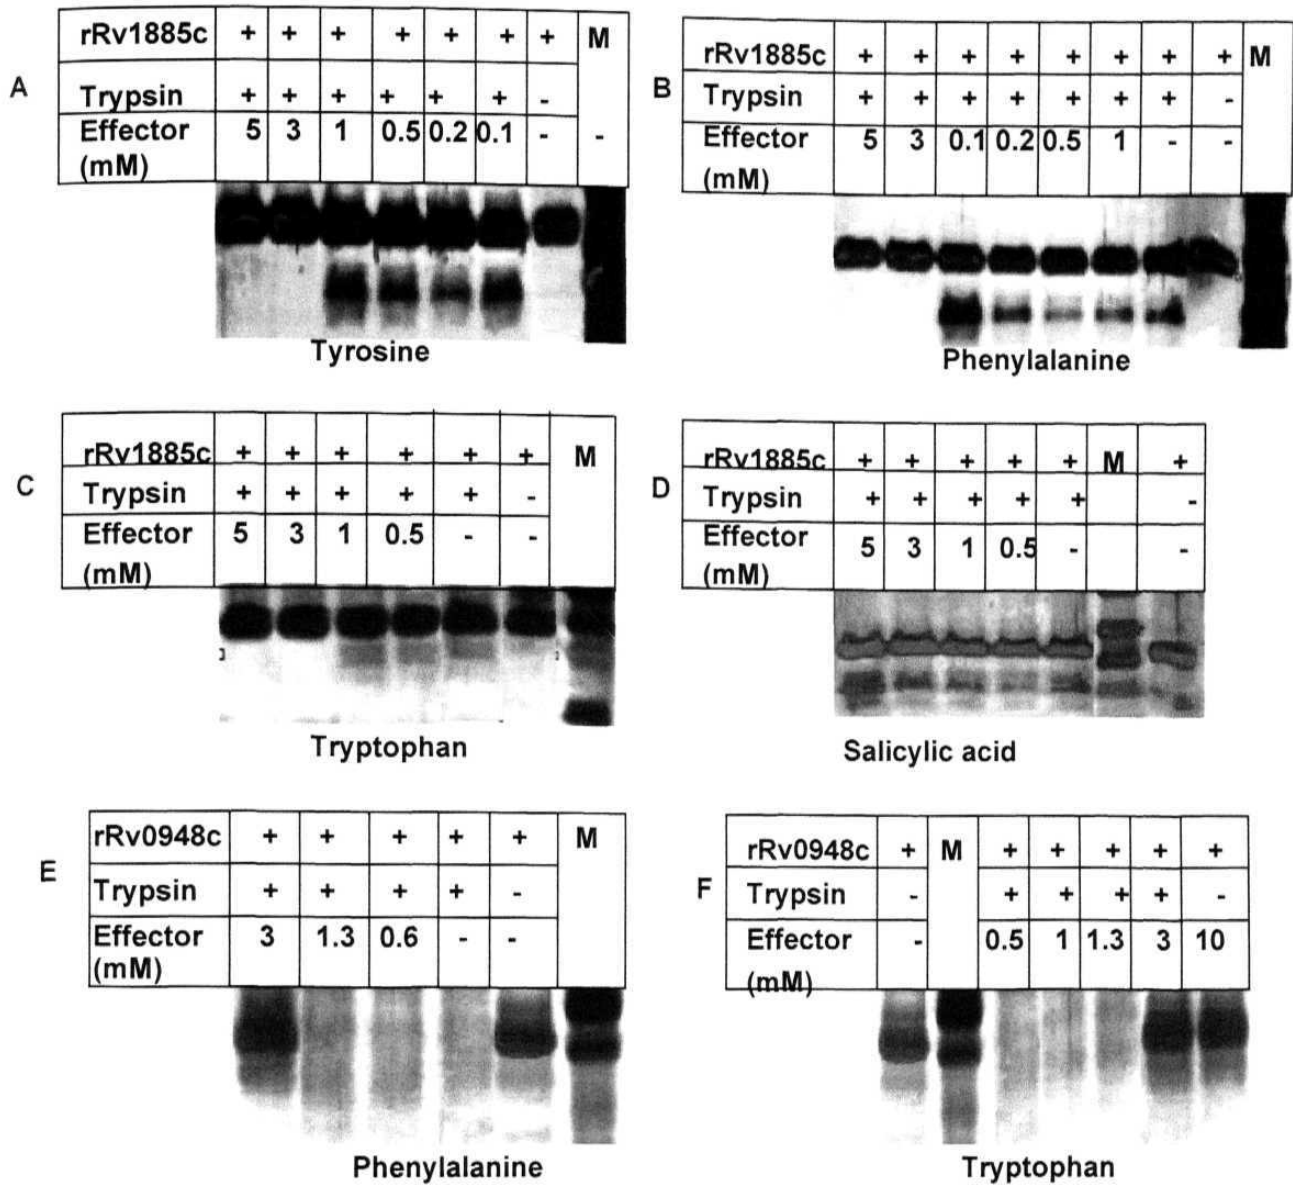 A
rRv1885c + + + + + + + M
Trypsin + + + + + + -
Effector 5 3 1 0.5 0.2 0.1 - -
(mM)
Tyrosine
B
rRv1885c + + + + + + + + M
Trypsin + + + + + + + -
Effector 5 3 0.1 0.2 0.5 1 - -
(mM)
Phenylalanine
C
rRv1885c + + + + + + M
Trypsin + + + + + -
Effector 5 3 1 0.5 - -
(mM)
Tryptophan
D
rRv1885c + + + + + M +
Trypsin + + + + + -
Effector 5 3 1 0.5 - -
(mM)
Salicylic acid
E
rRv0948c + + + + + M
Trypsin + + + + -
Effector 3 1.3 0.6 - -
(mM)
Phenylalanine
F
rRv0948c + M + + + + +
Trypsin - + + + + -
Effector - 0.5 1 1.3 3 10
(mM)
Tryptophan